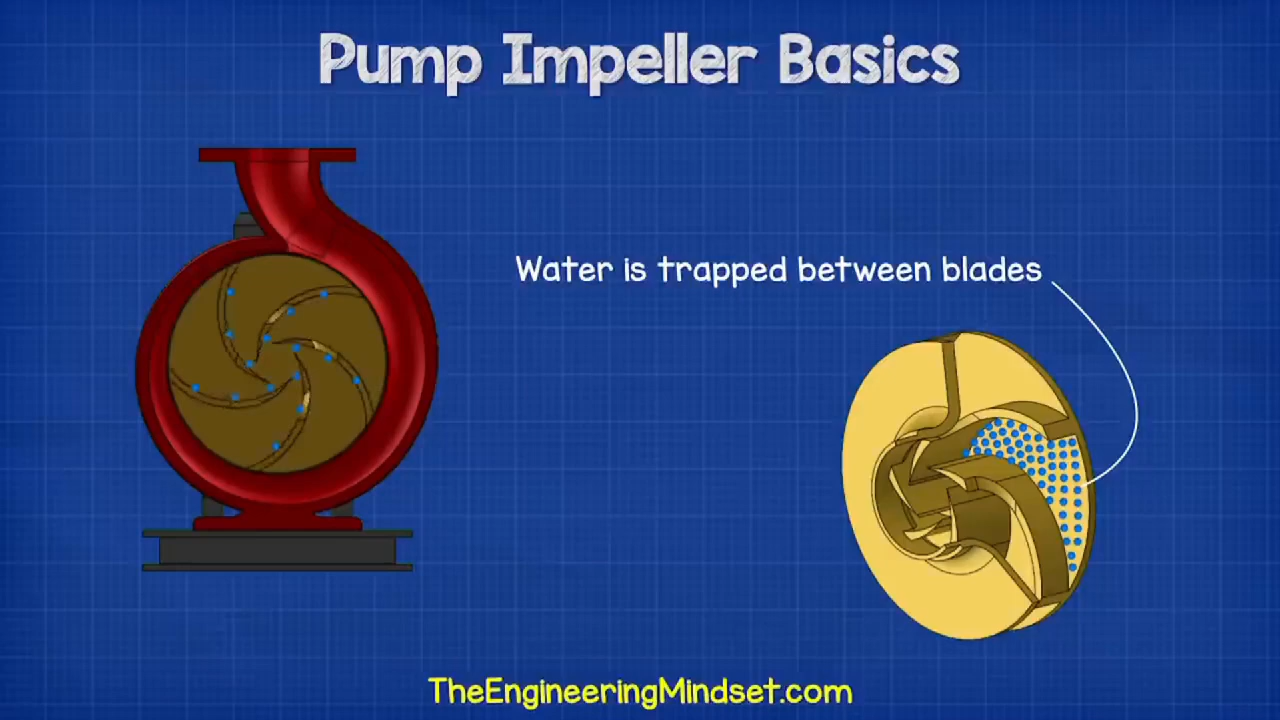 Pump Impeller Basics
Water is trapped between blades
TheEngineeringMindset.com